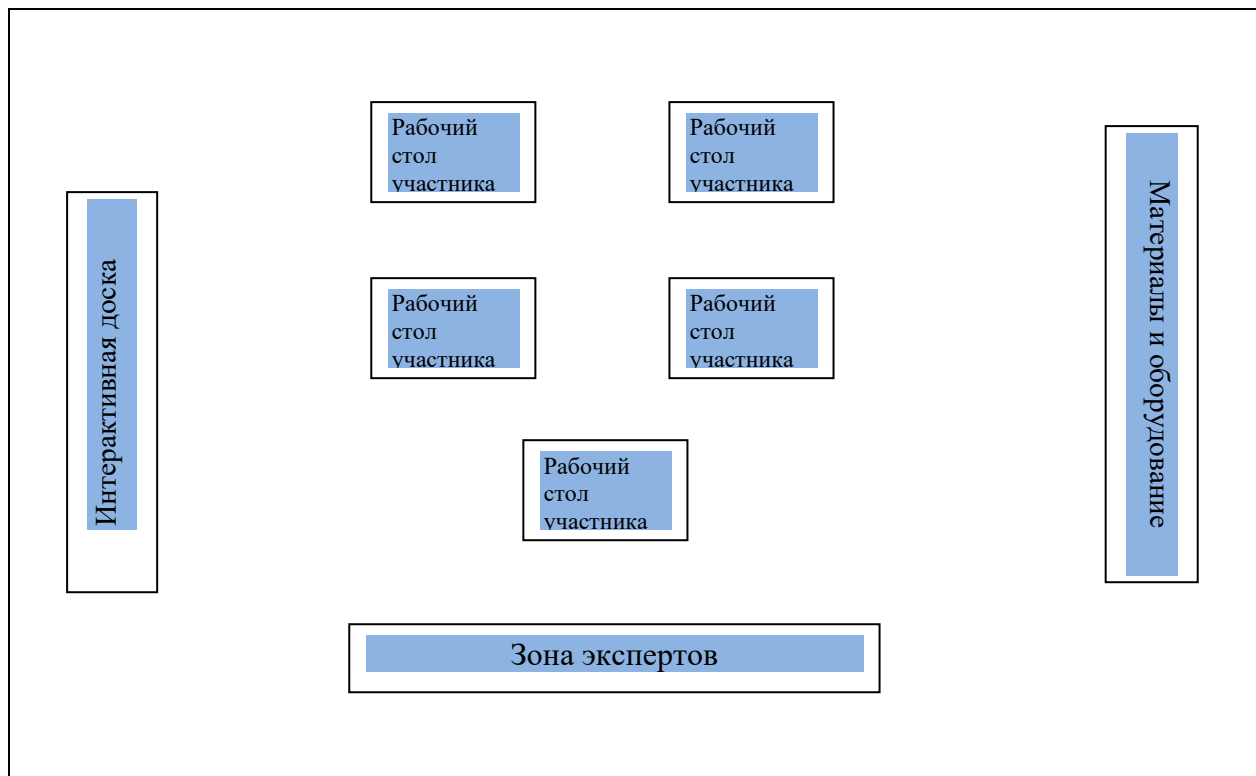 Рабочий
стол
участника
Рабочий
стол
участника
Рабочий
стол
участника
Рабочий
стол
участника
Рабочий
стол
участника
Интерактивная доска
Материалы и оборудование
Зона экспертов